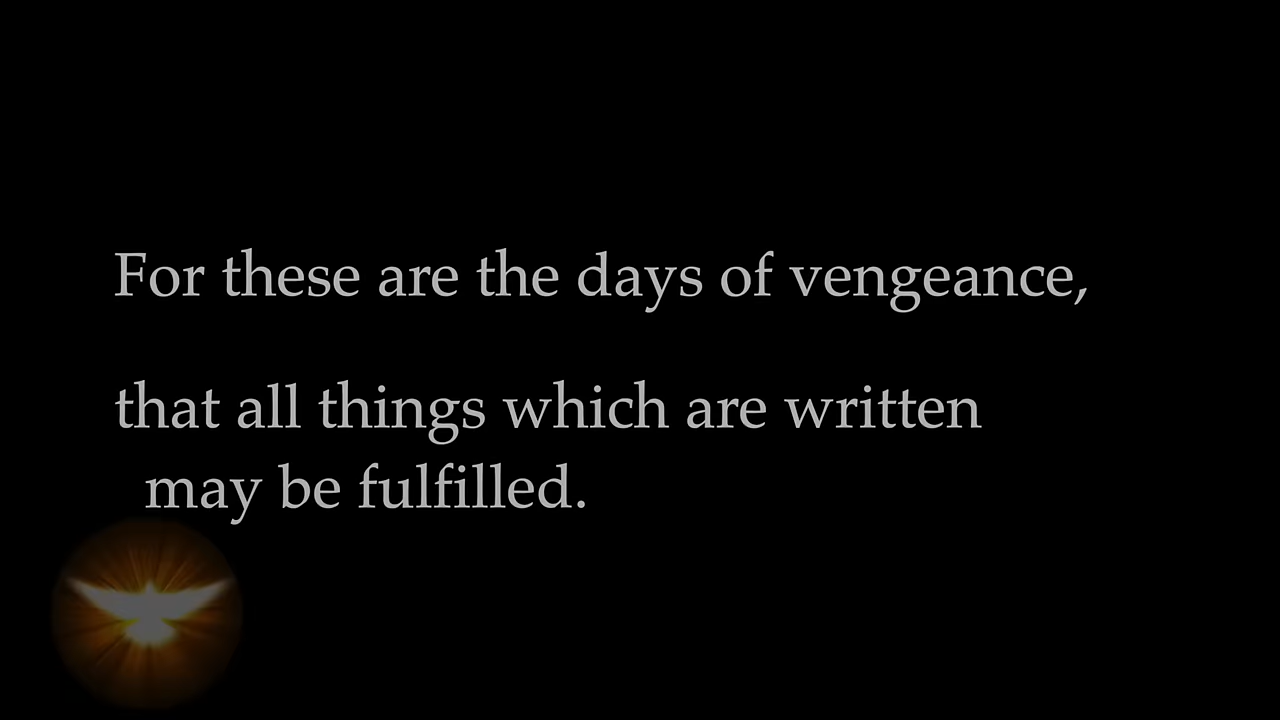 For these are the days of vengeance,
that all things which are written
may be fulfilled.